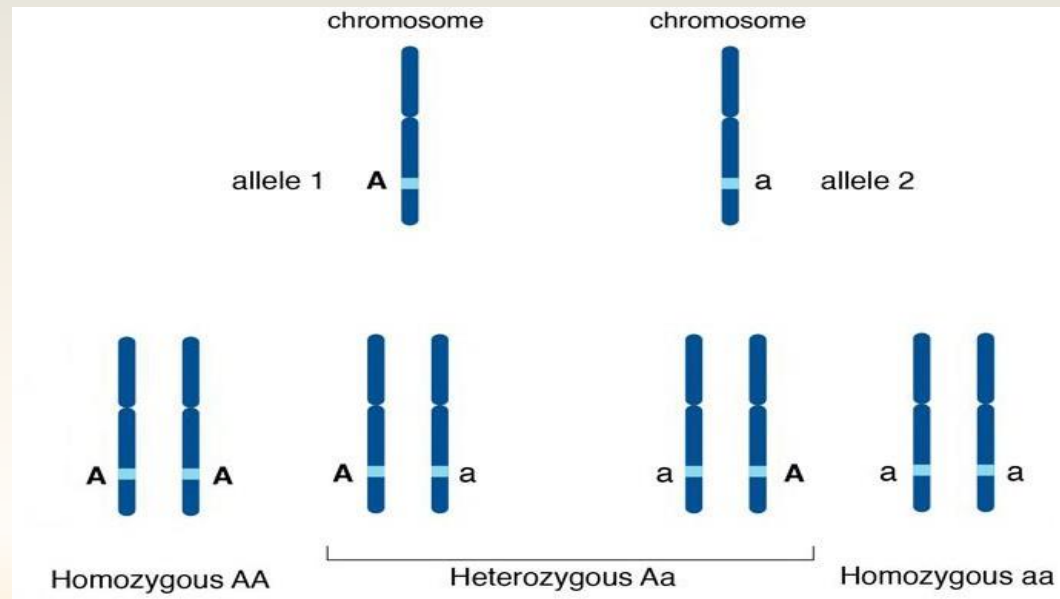 chromosome chromosome
allele 1 A a allele 2
A A A a a A a a
Homozygous AA Heterozygous Aa Homozygous aa